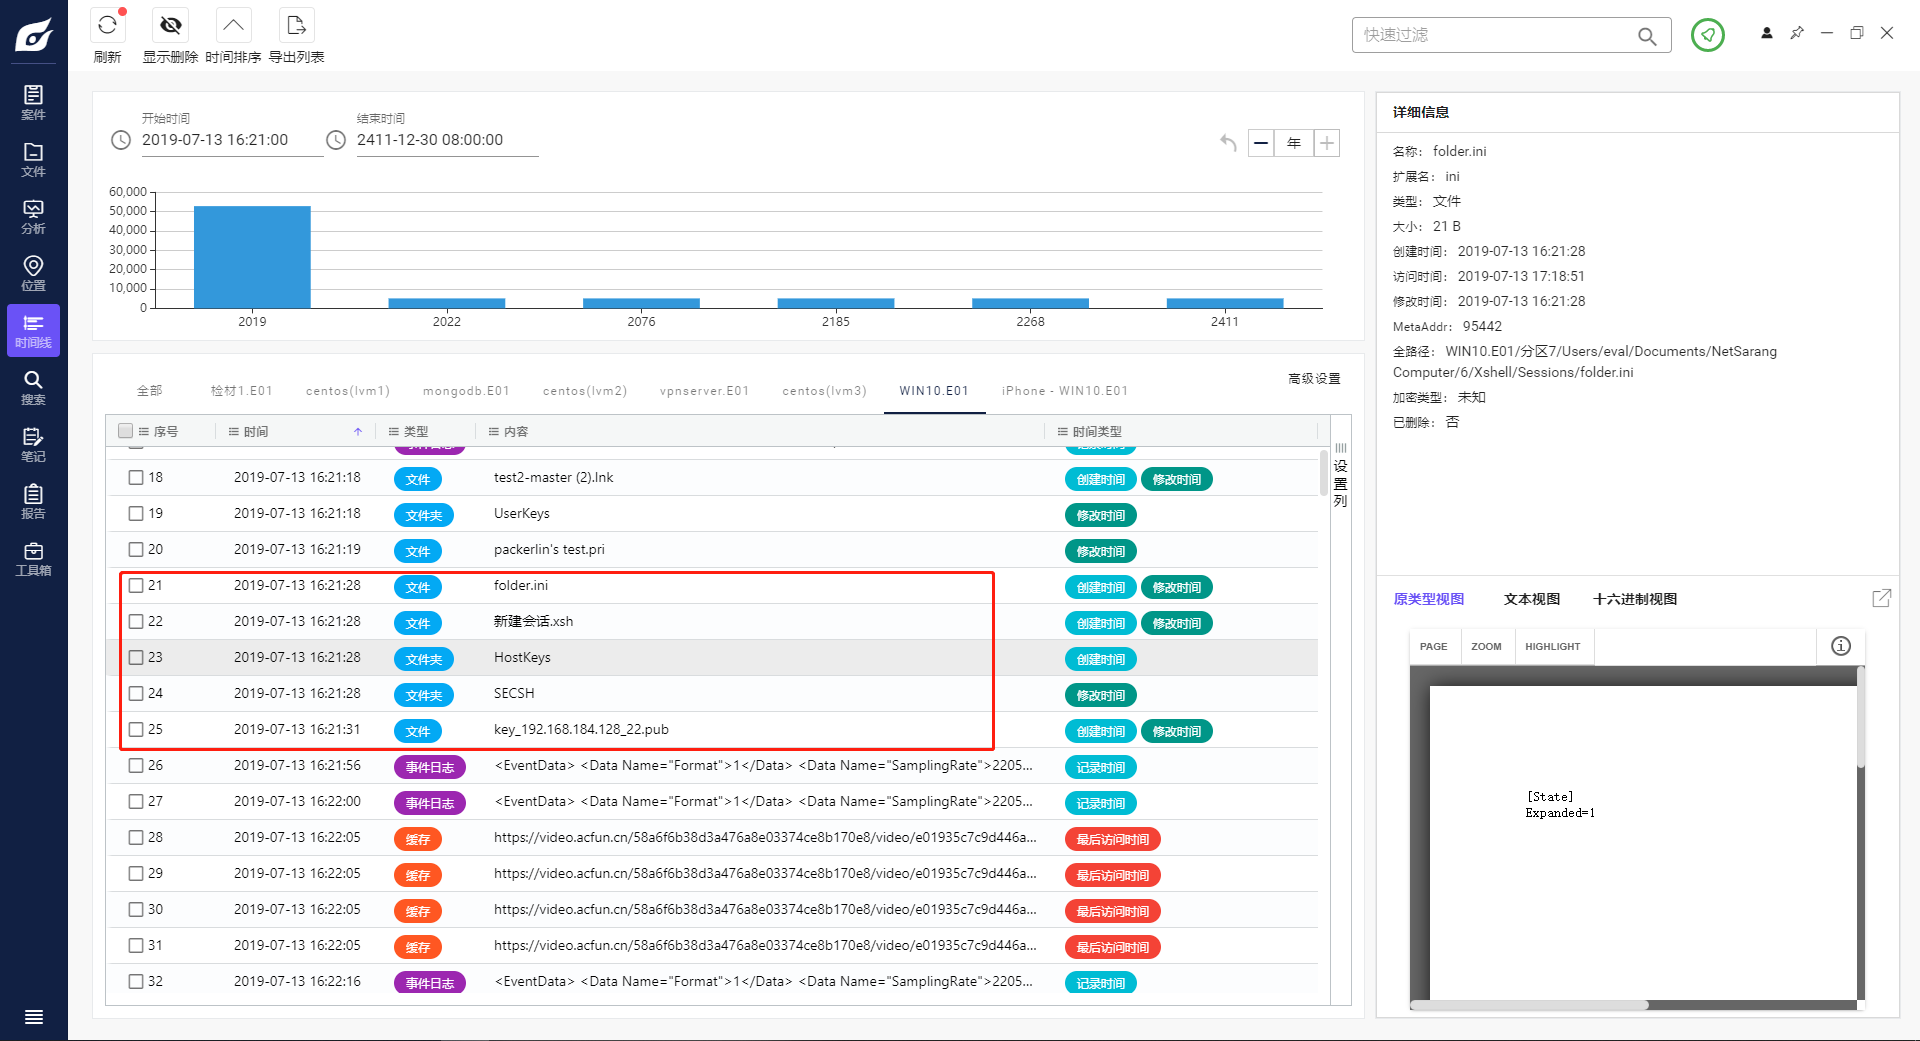 刷新
显示删除
时间排序
导出列表
快速过滤
案件
文件
分析
位置
时间线
搜索
笔记
报告
工具箱
开始时间
2019-07-13 16:21:00
结束时间
2411-12-30 08:00:00
年
60,000
50,000
40,000
30,000
20,000
10,000
0
2019 2022 2076 2185 2268 2411
全部 检材1.E01 centos(lvm1) mongodb.E01 centos(lvm2) vpnserver.E01 centos(lvm3) WIN10.E01 iPhone - WIN10.E01
高级设置
序号 时间 类型 内容 时间类型
设置列
18 2019-07-13 16:21:18 文件 test2-master (2).lnk 创建时间 修改时间
19 2019-07-13 16:21:18 文件夹 UserKeys 修改时间
20 2019-07-13 16:21:19 文件 packerlin's test.pri 修改时间
21 2019-07-13 16:21:28 文件 folder.ini 创建时间 修改时间
22 2019-07-13 16:21:28 文件 新建会话.xsh 创建时间 修改时间
23 2019-07-13 16:21:28 文件夹 HostKeys 创建时间
24 2019-07-13 16:21:28 文件夹 SECSH 修改时间
25 2019-07-13 16:21:31 文件 key_192.168.184.128_22.pub 创建时间 修改时间
26 2019-07-13 16:21:56 事件日志 <EventData> <Data Name="Format">1</Data> <Data Name="SamplingRate">2205... 记录时间
27 2019-07-13 16:22:00 事件日志 <EventData> <Data Name="Format">1</Data> <Data Name="SamplingRate">2205... 记录时间
28 2019-07-13 16:22:05 缓存 https://video.acfun.cn/58a6f6b38d3a476a8e03374ce8b170e8/video/e01935c7c9d446a... 最后访问时间
29 2019-07-13 16:22:05 缓存 https://video.acfun.cn/58a6f6b38d3a476a8e03374ce8b170e8/video/e01935c7c9d446a... 最后访问时间
30 2019-07-13 16:22:05 缓存 https://video.acfun.cn/58a6f6b38d3a476a8e03374ce8b170e8/video/e01935c7c9d446a... 最后访问时间
31 2019-07-13 16:22:05 缓存 https://video.acfun.cn/58a6f6b38d3a476a8e03374ce8b170e8/video/e01935c7c9d446a... 最后访问时间
32 2019-07-13 16:22:16 事件日志 <EventData> <Data Name="Format">1</Data> <Data Name="SamplingRate">2205... 记录时间
详细信息
名称： folder.ini
扩展名： ini
类型： 文件
大小： 21 B
创建时间： 2019-07-13 16:21:28
访问时间： 2019-07-13 17:18:51
修改时间： 2019-07-13 16:21:28
MetaAddr： 95442
全路径： WIN10.E01/分区7/Users/eval/Documents/NetSarang
Computer/6/Xshell/Sessions/folder.ini
加密类型： 未知
已删除： 否
原类型视图 文本视图 十六进制视图
PAGE ZOOM HIGHLIGHT
[State]
Expanded=1